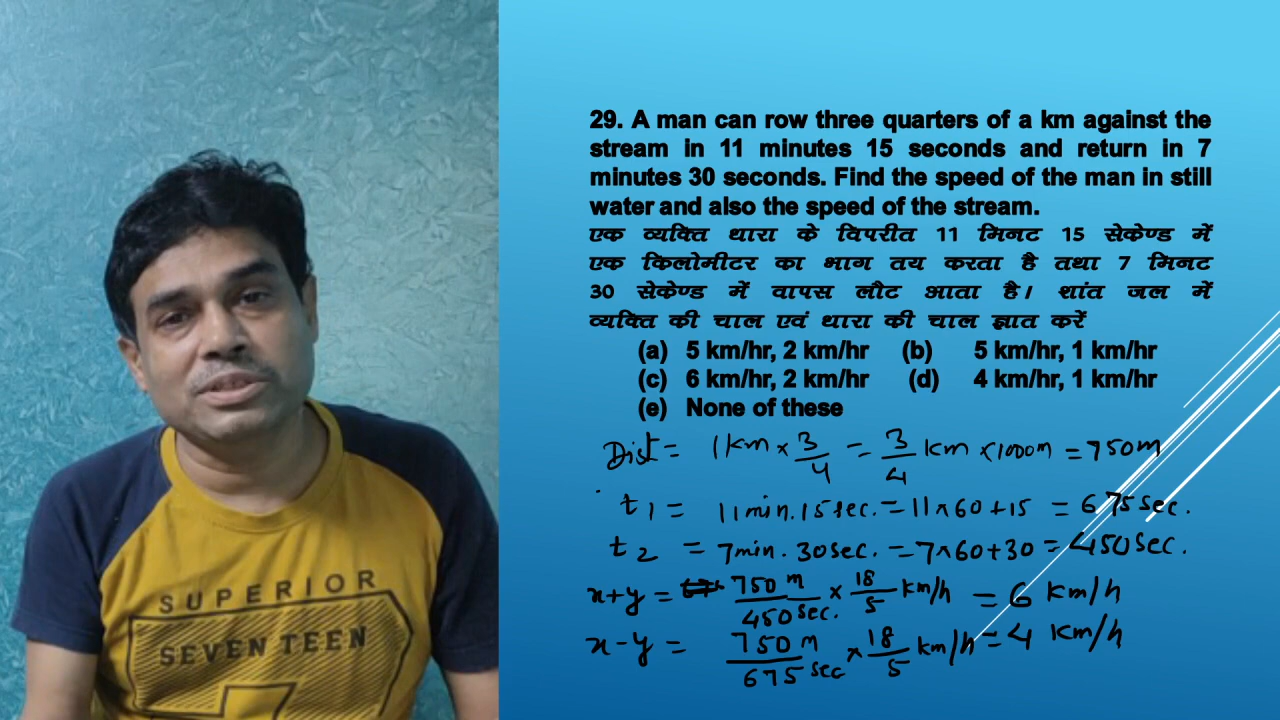 29. A man can row three quarters of a km against the
stream in 11 minutes 15 seconds and return in 7
minutes 30 seconds. Find the speed of the man in still
water and also the speed of the stream.
एक व्यक्ति धारा के विपरीत 11 मिनट 15 सेकेण्ड में
एक किलोमीटर का भाग तय करता है तथा 7 मिनट
30 सेकेण्ड में वापस लौट आता है। शांत जल में
व्यक्ति की चाल एवं धारा की चाल ज्ञात करें
(a) 5 km/hr, 2 km/hr (b) 5 km/hr, 1 km/hr
(c) 6 km/hr, 2 km/hr (d) 4 km/hr, 1 km/hr
(e) None of these
Dist = 1km × 3/4 = 3/4 km × 1000m = 750m
t1 = 11min. 15sec. = 11×60+15 = 675sec.
t2 = 7min. 30sec. = 7×60+30 = 450sec.
x+y = 750m/450sec. × 18/5 km/h = 6 km/h
x-y = 750m/675sec × 18/5 km/h = 4 km/h
SUPERIOR
SEVEN TEEN